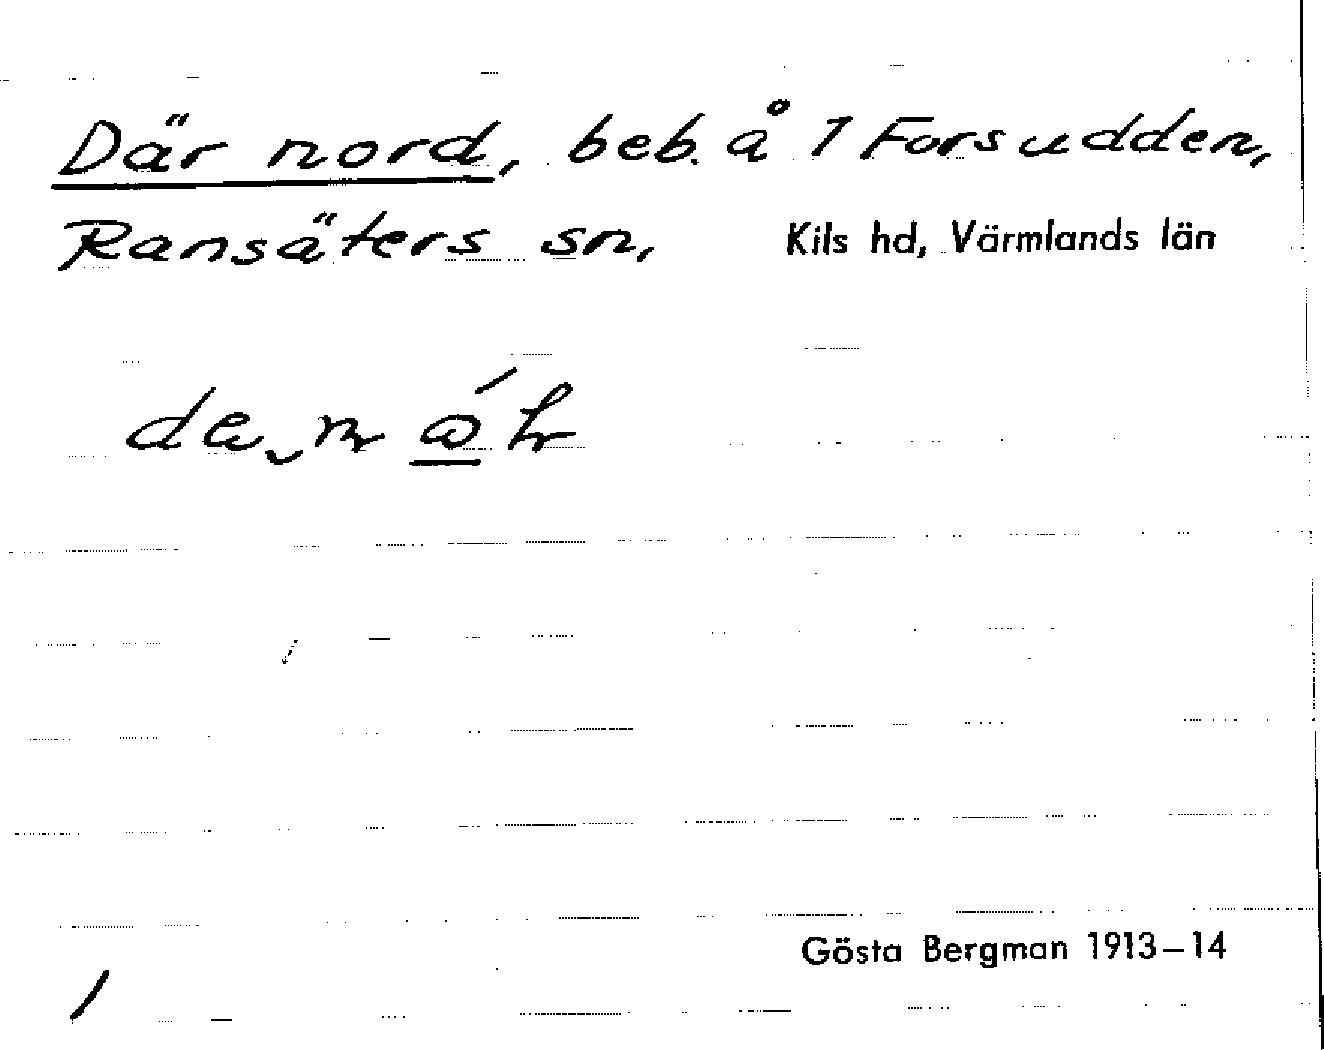 Där nord, beb. å 1 Forsudden,
Ransäters sn, Kils hd, Värmlands län
Gösta Bergman 1913–14